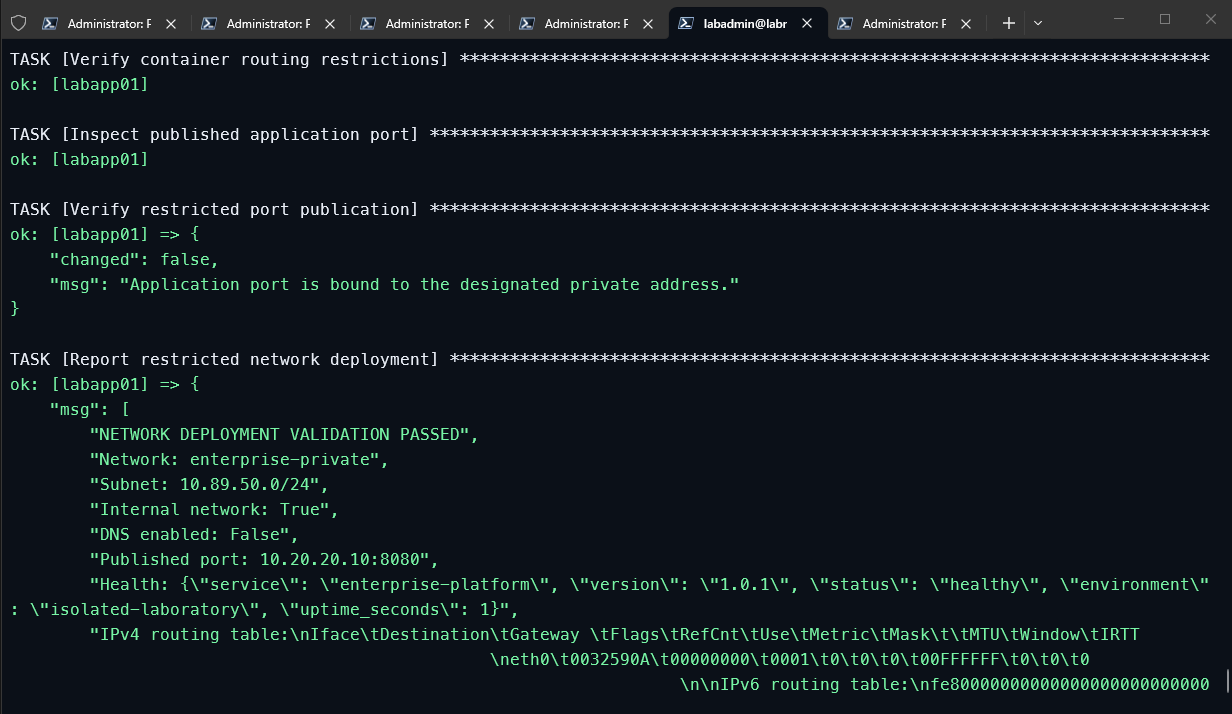 Administrator: F
Administrator: F
Administrator: F
Administrator: F
labadmin@labr
Administrator: F
TASK [Verify container routing restrictions] ***************************************************************************
ok: [labapp01]
TASK [Inspect published application port] ******************************************************************************
ok: [labapp01]
TASK [Verify restricted port publication] ******************************************************************************
ok: [labapp01] => {
    "changed": false,
    "msg": "Application port is bound to the designated private address."
}
TASK [Report restricted network deployment] ****************************************************************************
ok: [labapp01] => {
    "msg": [
        "NETWORK DEPLOYMENT VALIDATION PASSED",
        "Network: enterprise-private",
        "Subnet: 10.89.50.0/24",
        "Internal network: True",
        "DNS enabled: False",
        "Published port: 10.20.20.10:8080",
        "Health: {\"service\": \"enterprise-platform\", \"version\": \"1.0.1\", \"status\": \"healthy\", \"environment\"
: \"isolated-laboratory\", \"uptime_seconds\": 1}",
        "IPv4 routing table:\nIface\tDestination\tGateway \tFlags\tRefCnt\tUse\tMetric\tMask\t\tMTU\tWindow\tIRTT
\neth0\t0032590A\t00000000\t0001\t0\t0\t0\t00FFFFFF\t0\t0\t0
\n\nIPv6 routing table:\nfe80000000000000000000000000